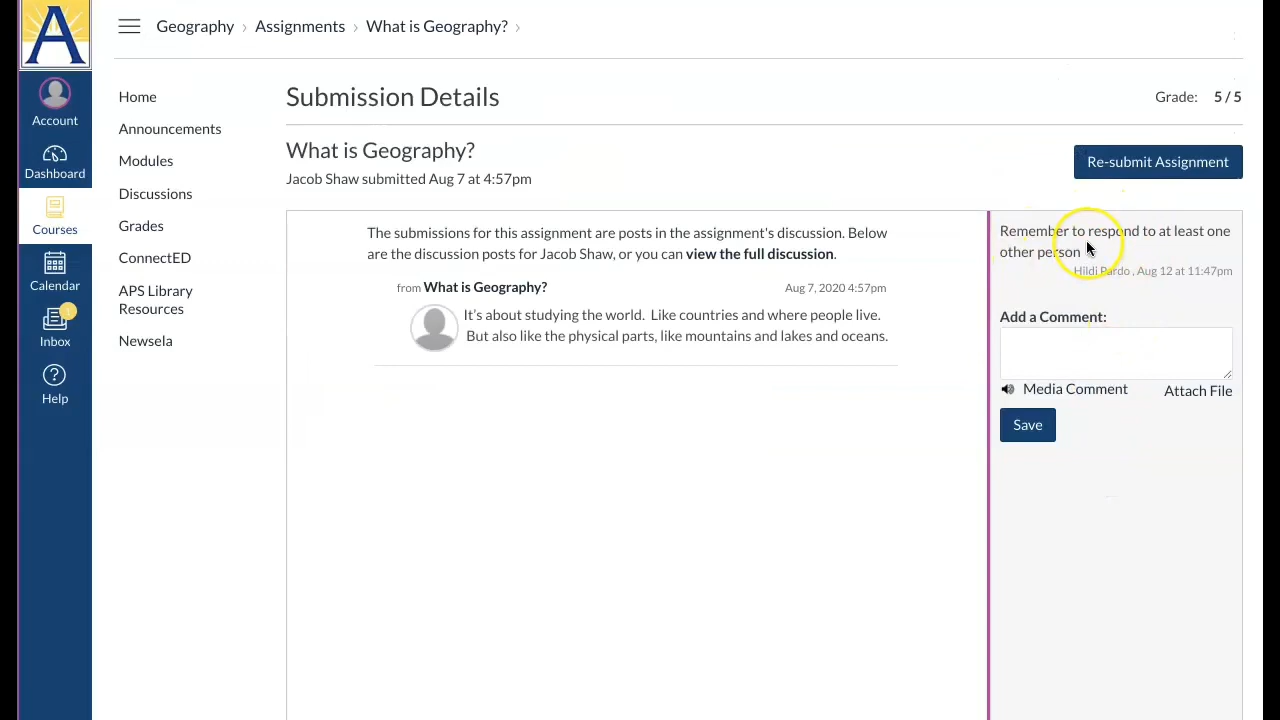 A
Geography › Assignments › What is Geography? ›
Account
Dashboard
Courses
Calendar
1
Inbox
Help
Home
Announcements
Modules
Discussions
Grades
ConnectED
APS Library
Resources
Newsela
Submission Details
Grade: 5 / 5
What is Geography?
Jacob Shaw submitted Aug 7 at 4:57pm
Re-submit Assignment
The submissions for this assignment are posts in the assignment's discussion. Below
are the discussion posts for Jacob Shaw, or you can view the full discussion.
from What is Geography?
Aug 7, 2020 4:57pm
It's about studying the world. Like countries and where people live.
But also like the physical parts, like mountains and lakes and oceans.
Remember to respond to at least one
other person
Hildi Pardo , Aug 12 at 11:47pm
Add a Comment:
Media Comment
Attach File
Save